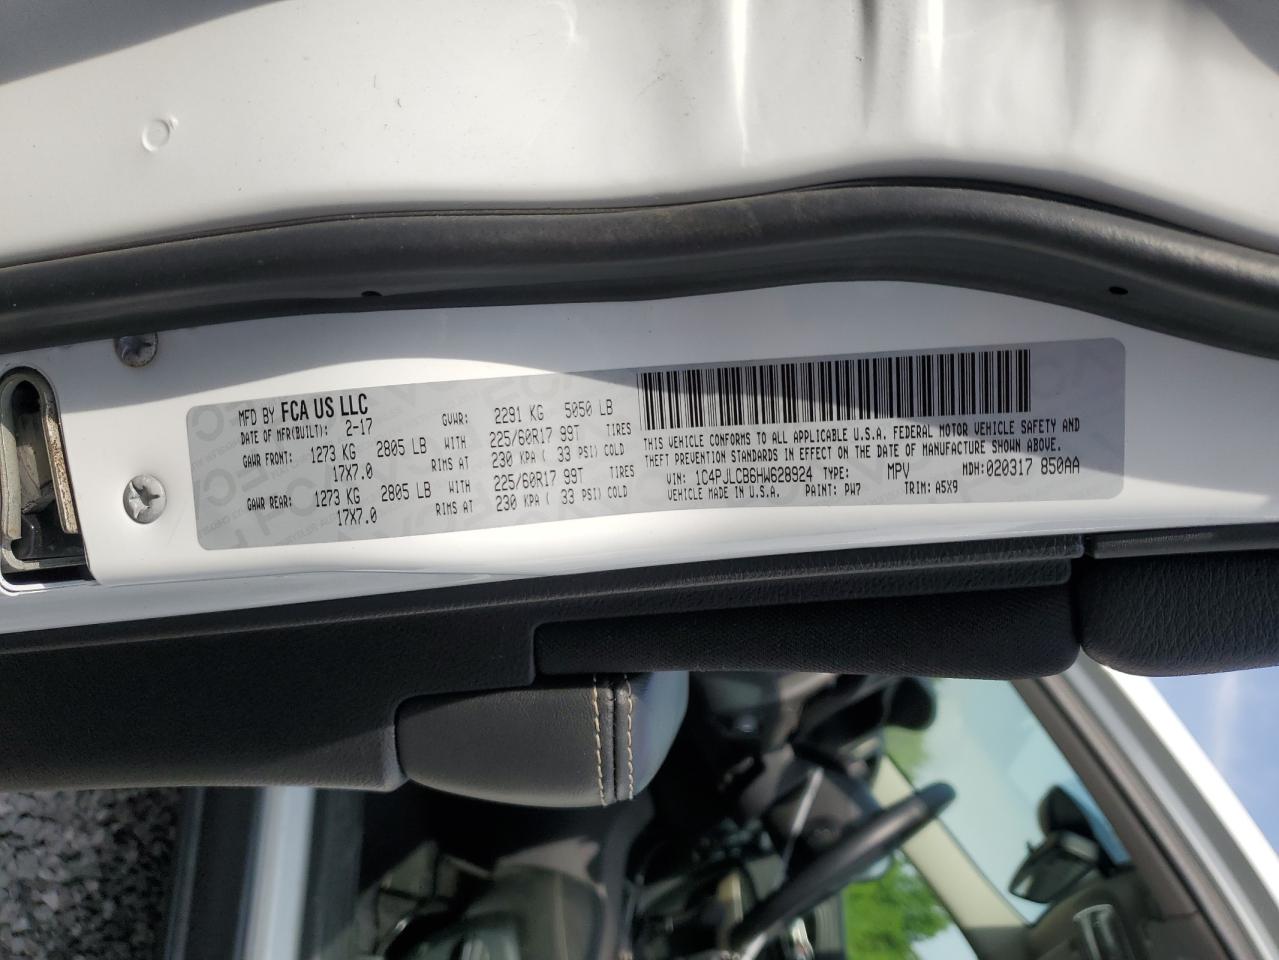 MFD BY FCA US LLC
DATE OF MFR(BUILT): 2-17 GVWR: 2291 KG 5050 LB
GAWR FRONT: 1273 KG 2805 LB WITH 225/60R17 99T TIRES
17X7.0 RIMS AT 230 KPA ( 33 PSI) COLD
GAWR REAR: 1273 KG 2805 LB WITH 225/60R17 99T TIRES
17X7.0 RIMS AT 230 KPA ( 33 PSI) COLD
THIS VEHICLE CONFORMS TO ALL APPLICABLE U.S.A. FEDERAL MOTOR VEHICLE SAFETY AND
THEFT PREVENTION STANDARDS IN EFFECT ON THE DATE OF MANUFACTURE SHOWN ABOVE.
VIN: 1C4PJLCB6HW628924 TYPE: MPV MDH:020317 850AA
VEHICLE MADE IN U.S.A. PAINT: PW7 TRIM: A5X9